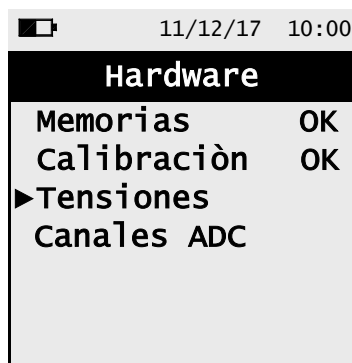 11/12/17 10:00
Hardware
Memorias OK
Calibraciòn OK
►Tensiones
Canales ADC